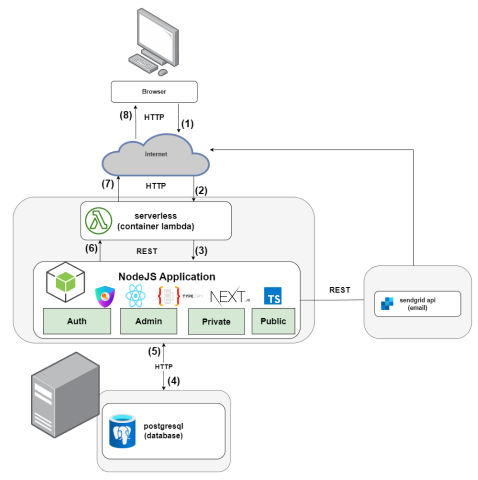 Browser
(8)
HTTP
(1)
Internet
(7)
HTTP
(2)
serverless
(container lambda)
(6)
REST
(3)
NodeJS Application
TYPE
NEXT.JS
TS
Auth
Admin
Private
Public
REST
sendgrid api
(email)
(5)
HTTP
(4)
postgresql
(database)